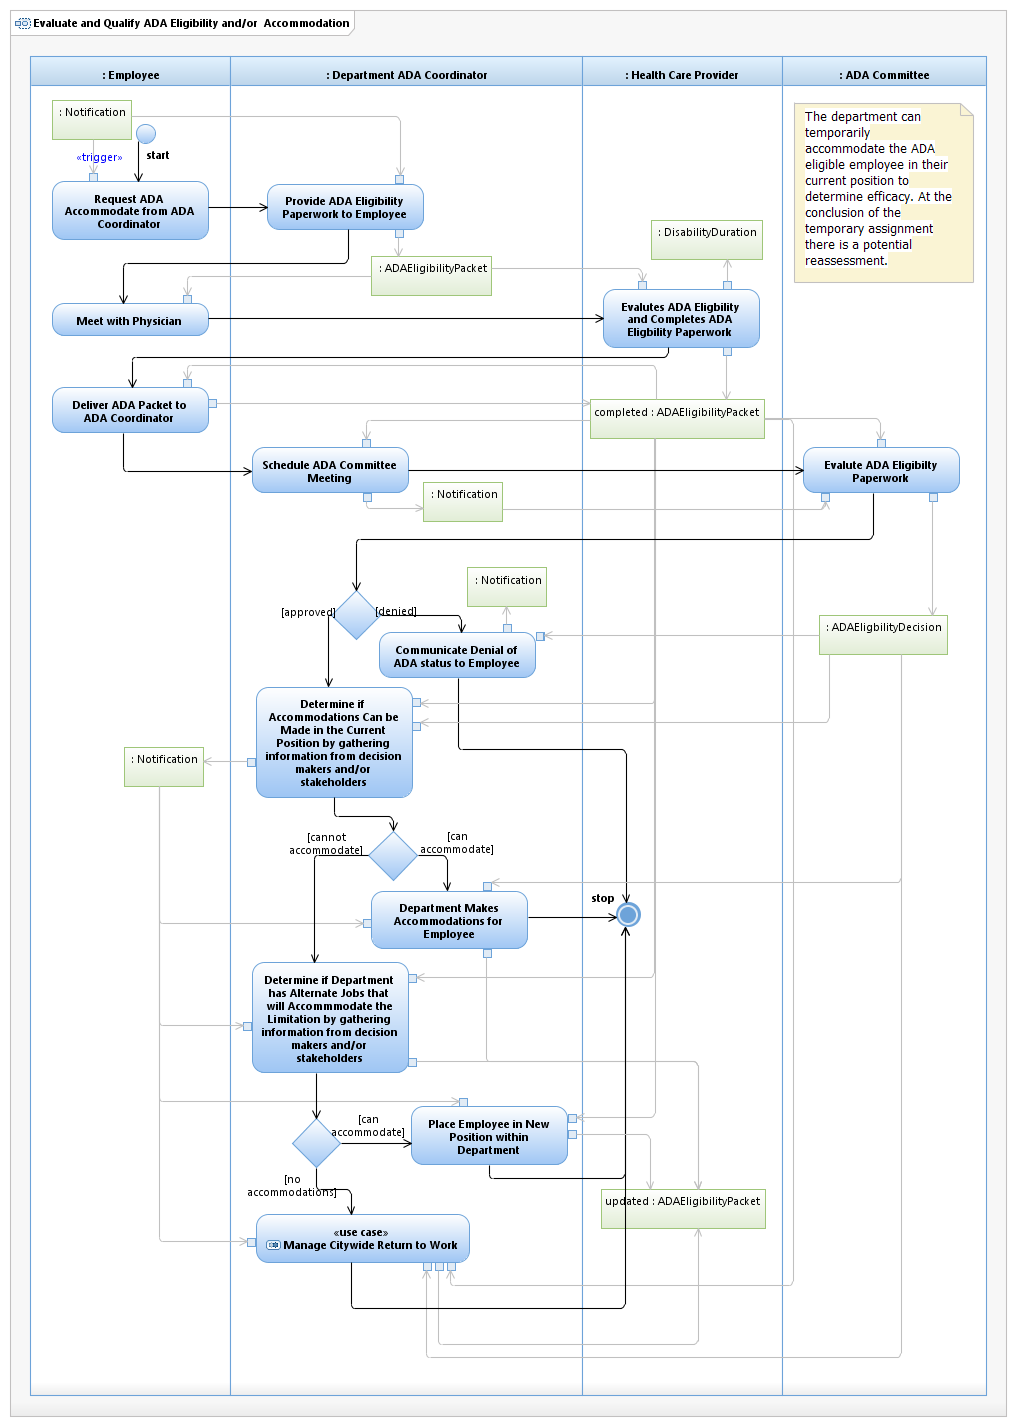 Evaluate and Qualify ADA Eligibility and/or  Accommodation
: Employee
: Department ADA Coordinator
: Health Care Provider
: ADA Committee
: Notification
«trigger»
start
Request ADA
Accommodate from ADA
Coordinator
Provide ADA Eligibility
Paperwork to Employee
The department can
temporarily
accommodate the ADA
eligible employee in their
current position to
determine efficacy. At the
conclusion of the
temporary assignment
there is a potential
reassessment.
: DisabilityDuration
: ADAEligibilityPacket
Meet with Physician
Evalutes ADA Eligbility
and Completes ADA
Eligbility Paperwork
Deliver ADA Packet to
ADA Coordinator
completed : ADAEligibilityPacket
Schedule ADA Committee
Meeting
Evalute ADA Eligibilty
Paperwork
: Notification
: Notification
[approved]
[denied]
Communicate Denial of
ADA status to Employee
: ADAEligbilityDecision
Determine if
Accommodations Can be
Made in the Current
Position by gathering
information from decision
makers and/or
stakeholders
: Notification
[cannot
accommodate]
[can
accommodate]
Department Makes
Accommodations for
Employee
stop
Determine if Department
has Alternate Jobs that
will Accommmodate the
Limitation by gathering
information from decision
makers and/or
stakeholders
[can
accommodate]
Place Employee in New
Position within
Department
[no
accommodations]
updated : ADAEligibilityPacket
«use case»
Manage Citywide Return to Work